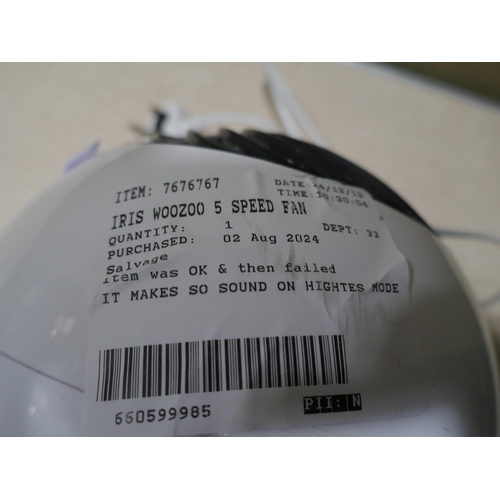 ITEM: 7676767
TIME: 10:20:54
IRIS WOOZOO 5 SPEED FAN
QUANTITY: 1 DEPT: 33
PURCHASED: 02 Aug 2024
Salvage
Item was OK & then failed
IT MAKES SO SOUND ON HIGHTES MODE
660599985
PII: N